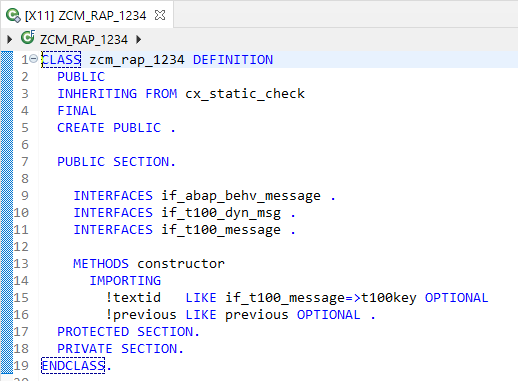 [X11] ZCM_RAP_1234
ZCM_RAP_1234
1 CLASS zcm_rap_1234 DEFINITION
2 PUBLIC
3 INHERITING FROM cx_static_check
4 FINAL
5 CREATE PUBLIC .
6
7 PUBLIC SECTION.
8
9 INTERFACES if_abap_behv_message .
10 INTERFACES if_t100_dyn_msg .
11 INTERFACES if_t100_message .
12
13 METHODS constructor
14 IMPORTING
15 !textid LIKE if_t100_message=>t100key OPTIONAL
16 !previous LIKE previous OPTIONAL .
17 PROTECTED SECTION.
18 PRIVATE SECTION.
19 ENDCLASS.